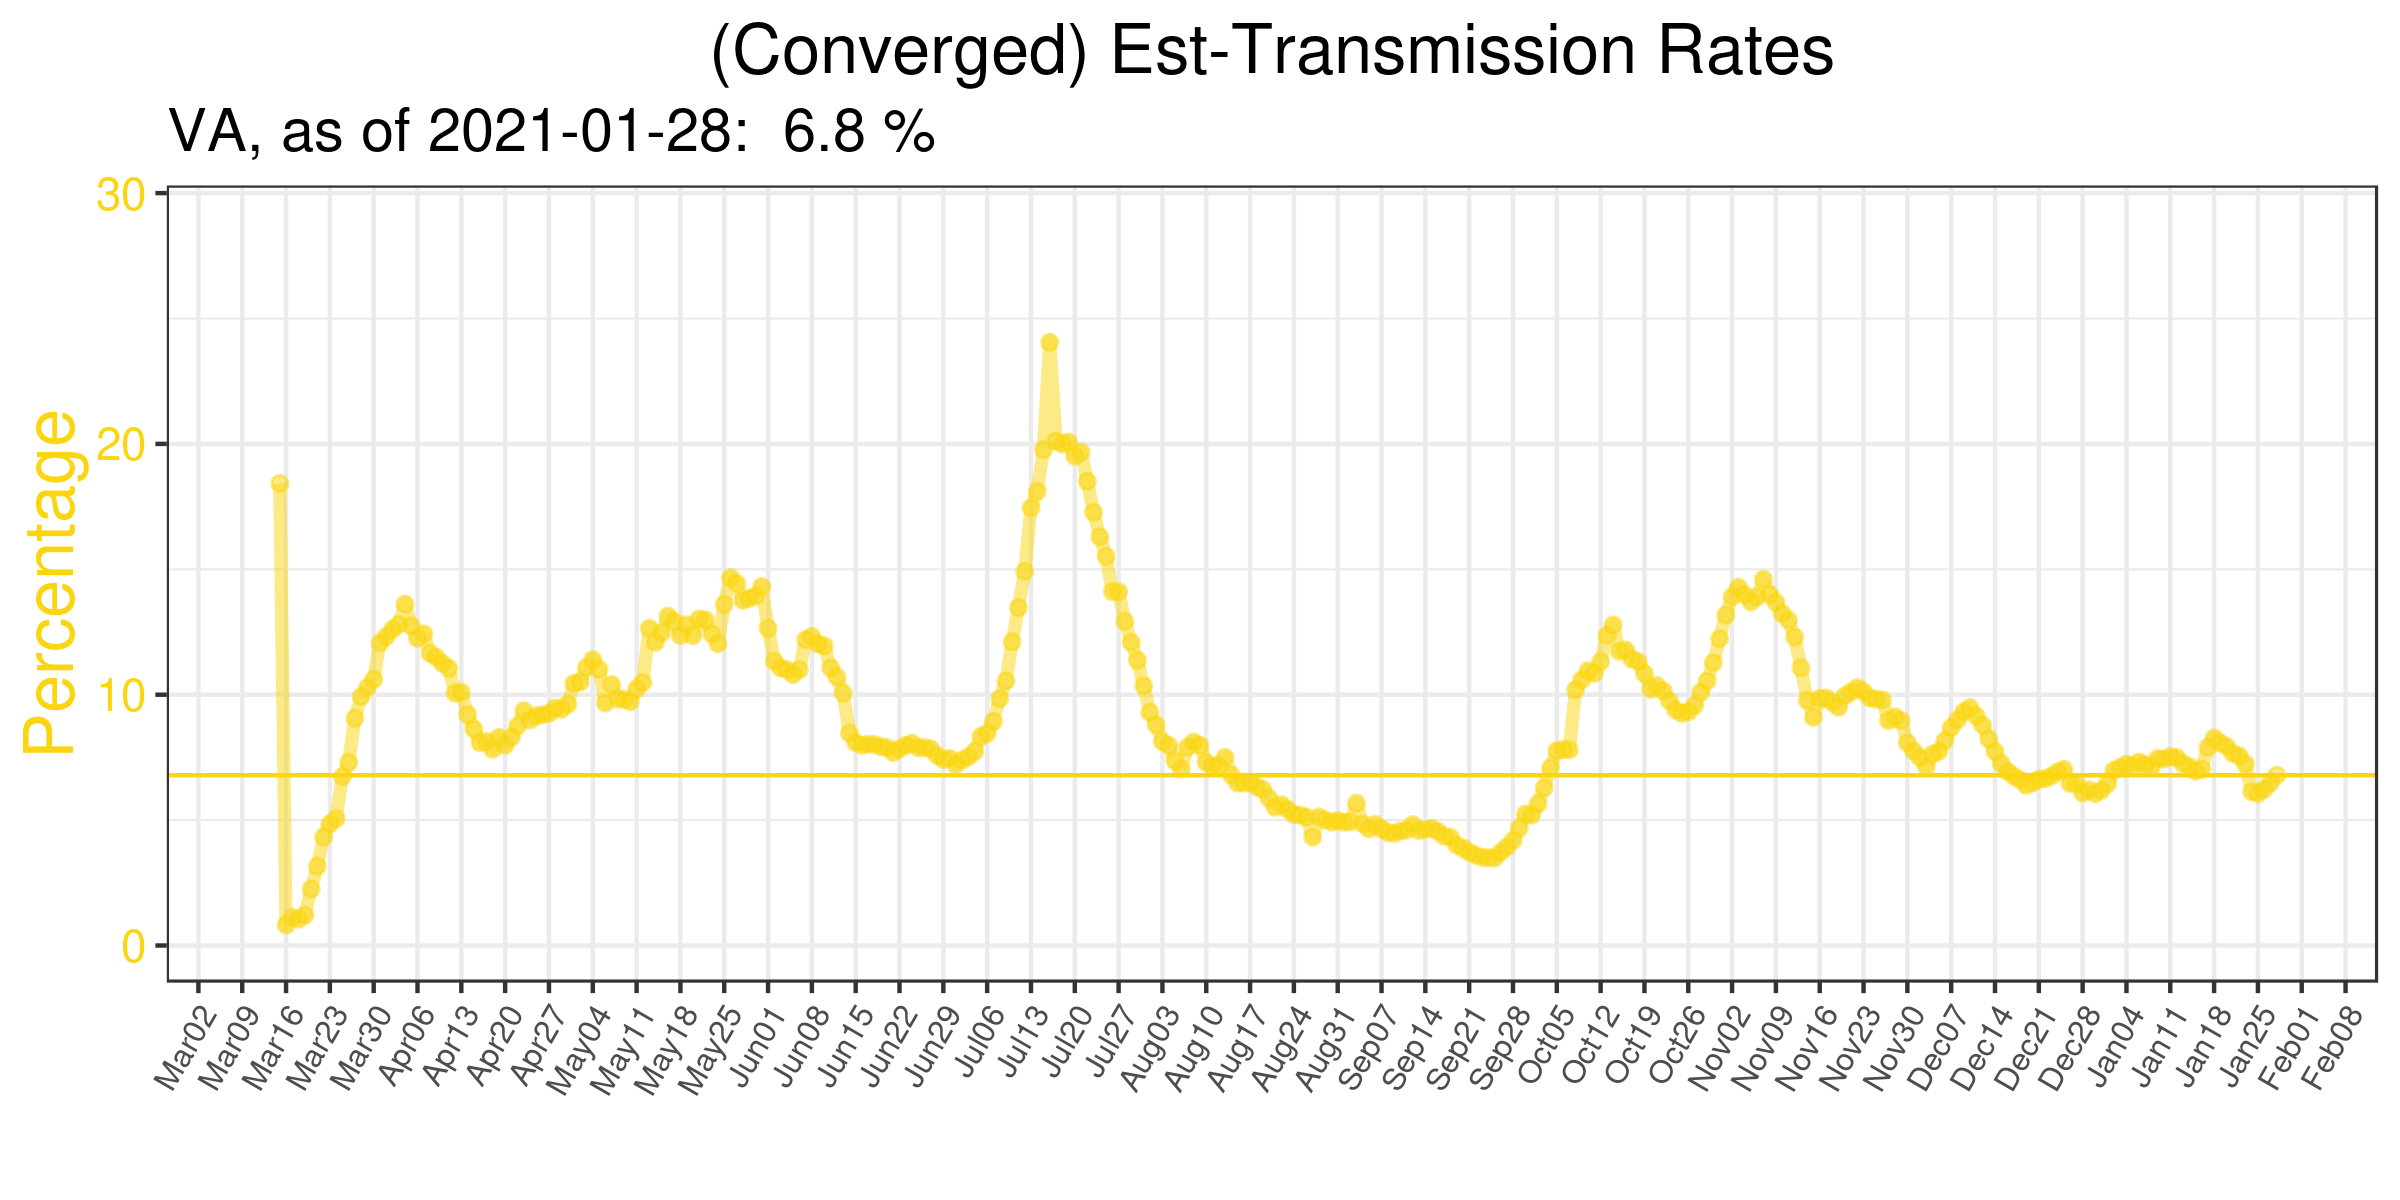 (Converged) Est-Transmission Rates
VA, as of 2021-01-28:  6.8 %
Percentage
30
20
10
0
Mar02
Mar09
Mar16
Mar23
Mar30
Apr06
Apr13
Apr20
Apr27
May04
May11
May18
May25
Jun01
Jun08
Jun15
Jun22
Jun29
Jul06
Jul13
Jul20
Jul27
Aug03
Aug10
Aug17
Aug24
Aug31
Sep07
Sep14
Sep21
Sep28
Oct05
Oct12
Oct19
Oct26
Nov02
Nov09
Nov16
Nov23
Nov30
Dec07
Dec14
Dec21
Dec28
Jan04
Jan11
Jan18
Jan25
Feb01
Feb08